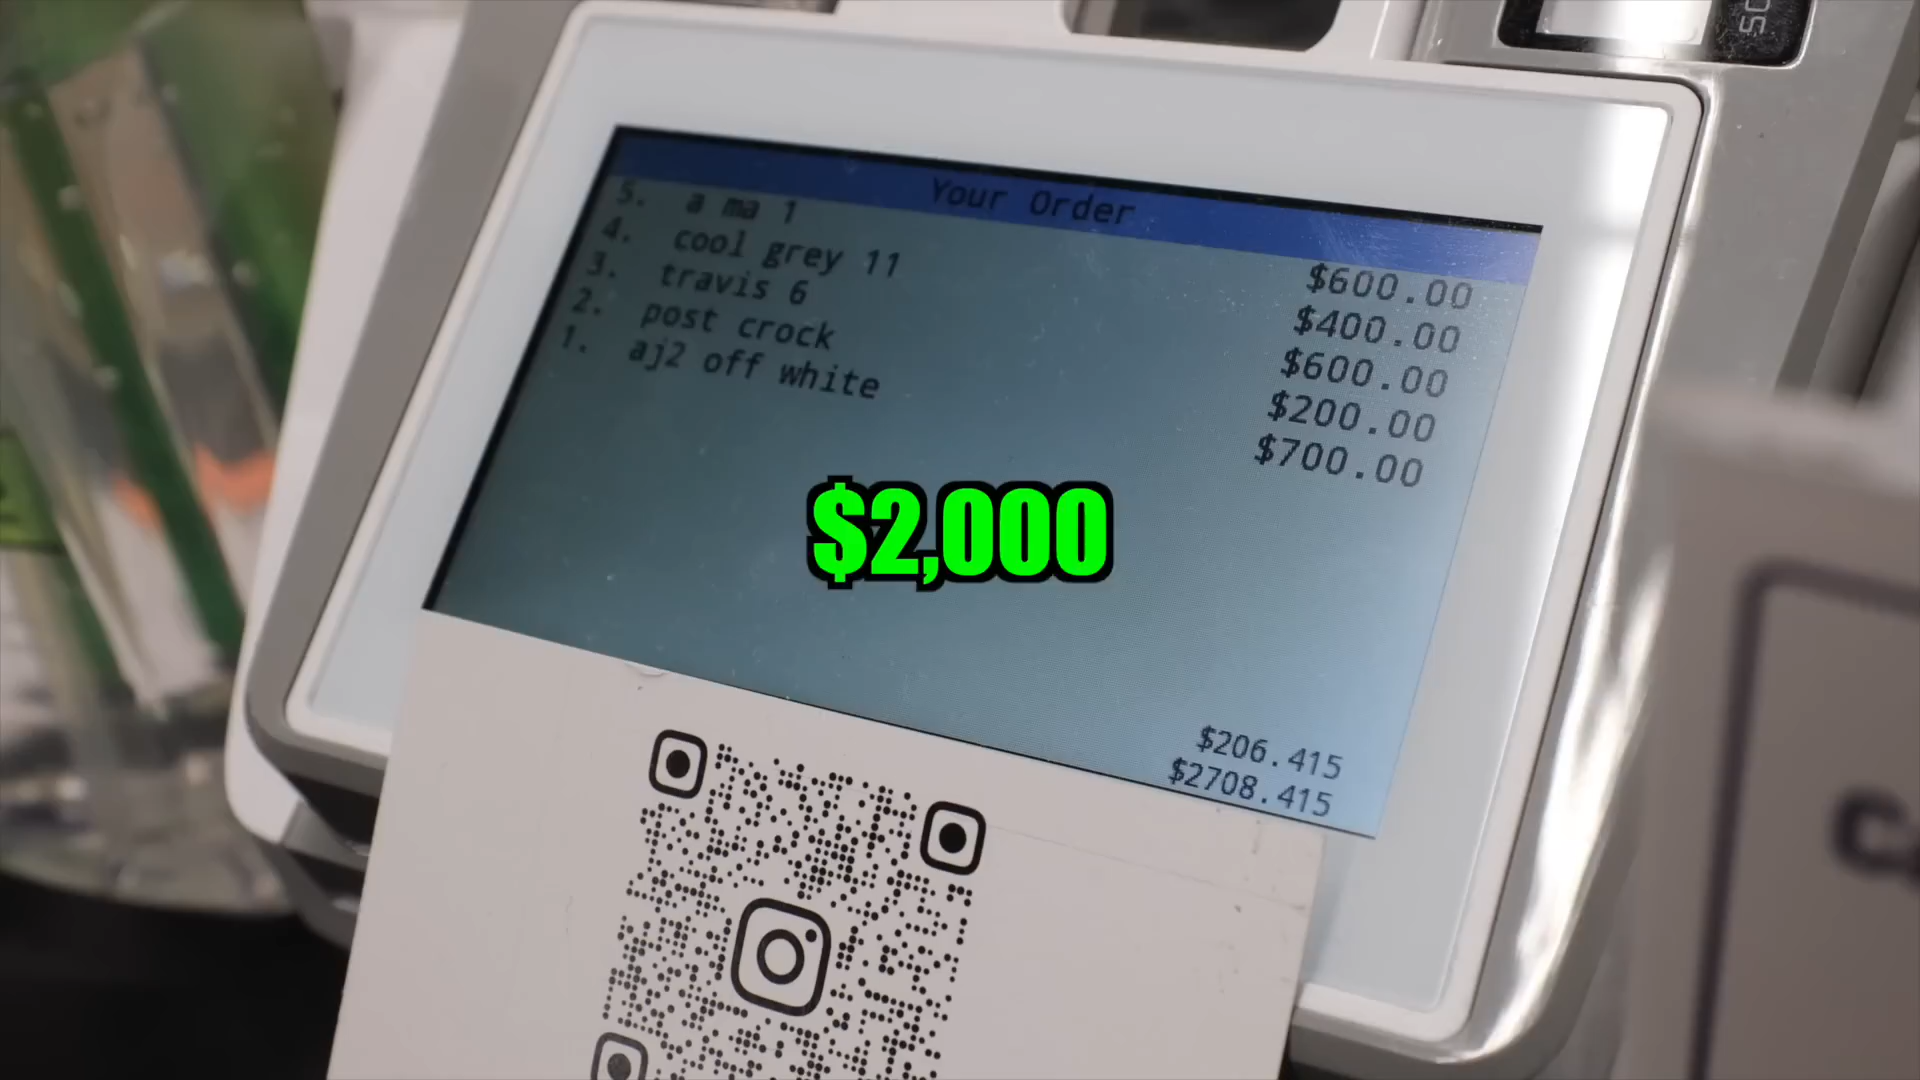 Your Order
5. a ma 1 $600.00
4. cool grey 11 $400.00
3. travis 6 $600.00
2. post crock $200.00
1. aj2 off white $700.00
$2,000
$206.415
$2708.415